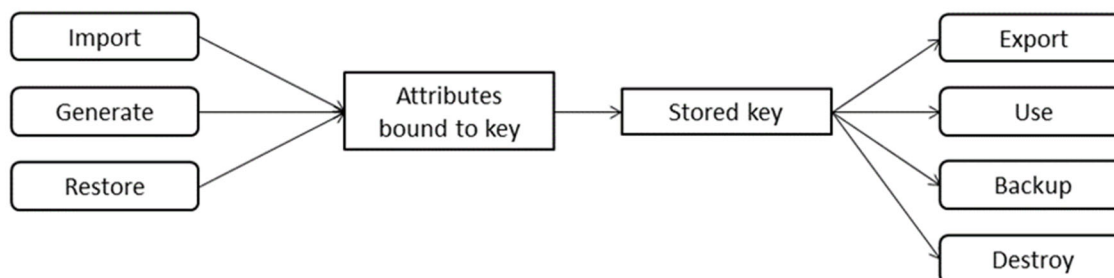 Import
Generate
Restore
Attributes
bound to key
Stored key
Export
Use
Backup
Destroy